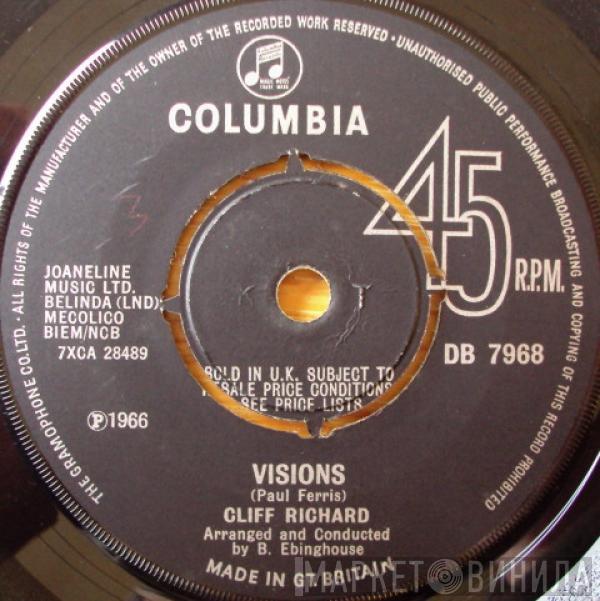 THE GRAMOPHONE CO. LTD. · ALL RIGHTS OF THE MANUFACTURER AND OF THE OWNER OF THE RECORDED WORK RESERVED · UNAUTHORISED PUBLIC PERFORMANCE BROADCASTING AND COPYING OF THIS RECORD PROHIBITED
COLUMBIA
45
R.P.M.
JOANELINE
MUSIC LTD.
BELINDA (LND)
MECOLICO
BIEM/NCB
7XCA 28489
DB 7968
SOLD IN U.K. SUBJECT TO
RESALE PRICE CONDITIONS
SEE PRICE LISTS
Ⓟ1966
VISIONS
(Paul Ferris)
CLIFF RICHARD
Arranged and Conducted
by B. Ebinghouse
MADE IN GT. BRITAIN
МАРКЕТ ВИНИЛА